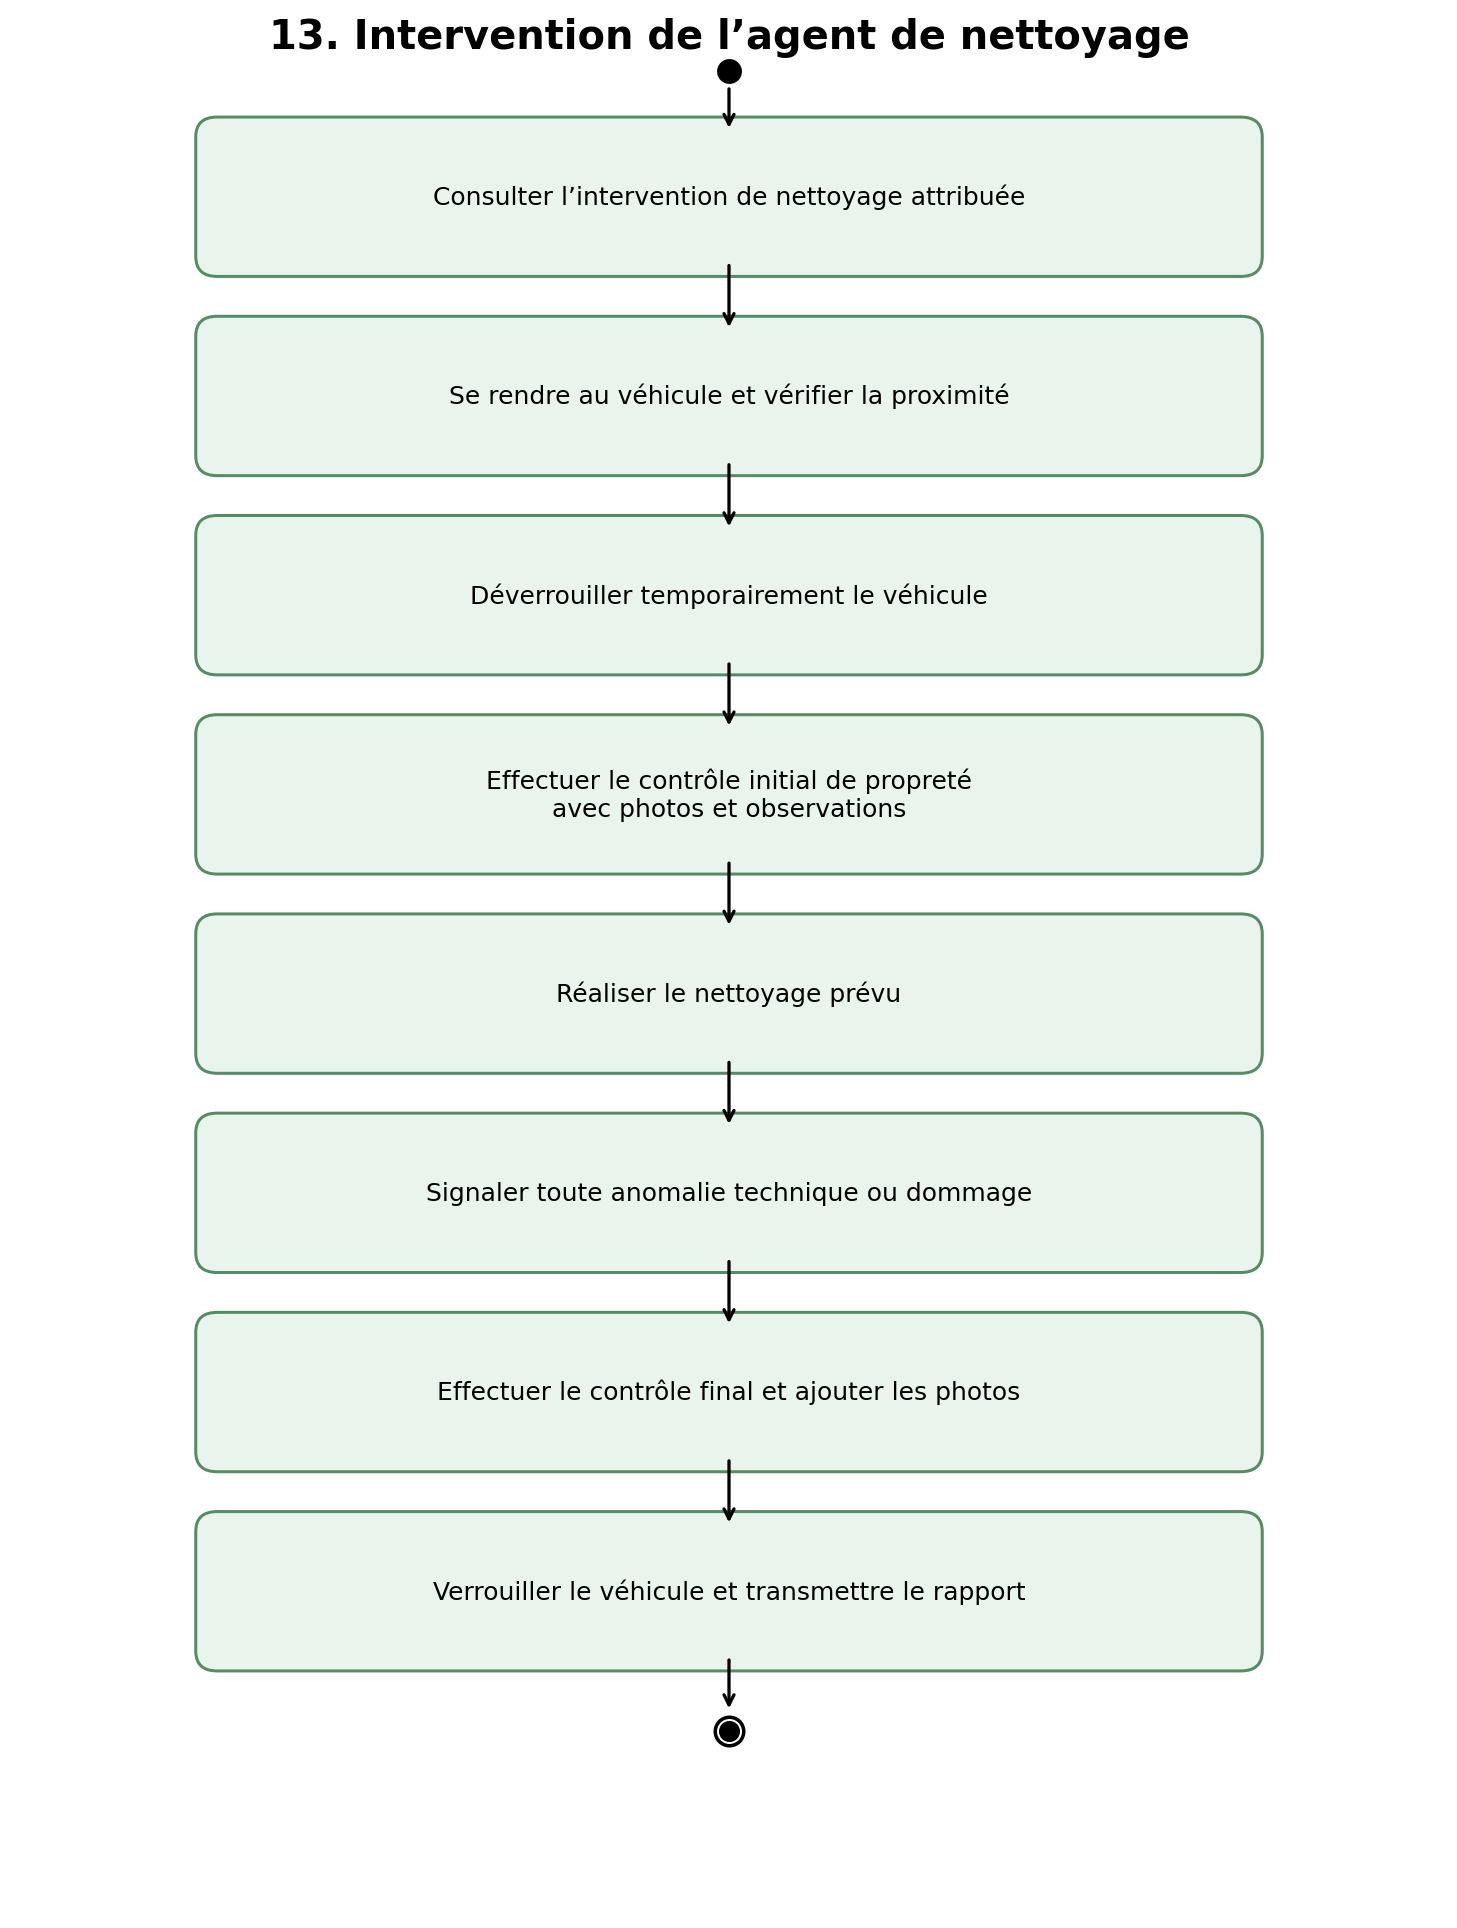 13. Intervention de l’agent de nettoyage
Consulter l’intervention de nettoyage attribuée
Se rendre au véhicule et vérifier la proximité
Déverrouiller temporairement le véhicule
Effectuer le contrôle initial de propreté
avec photos et observations
Réaliser le nettoyage prévu
Signaler toute anomalie technique ou dommage
Effectuer le contrôle final et ajouter les photos
Verrouiller le véhicule et transmettre le rapport